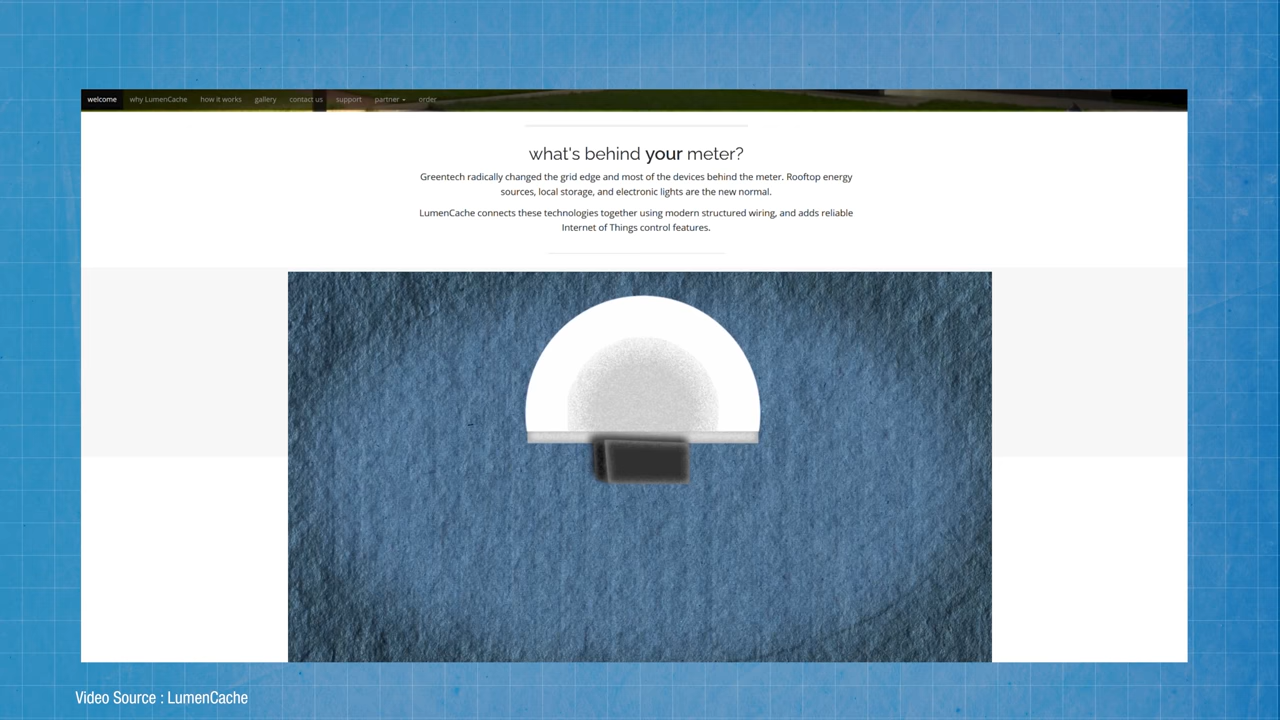 welcome why LumenCache how it works gallery contact us support partner order
what's behind your meter?
Greentech radically changed the grid edge and most of the devices behind the meter. Rooftop energy
sources, local storage, and electronic lights are the new normal.
LumenCache connects these technologies together using modern structured wiring, and adds reliable
Internet of Things control features.
Video Source : LumenCache